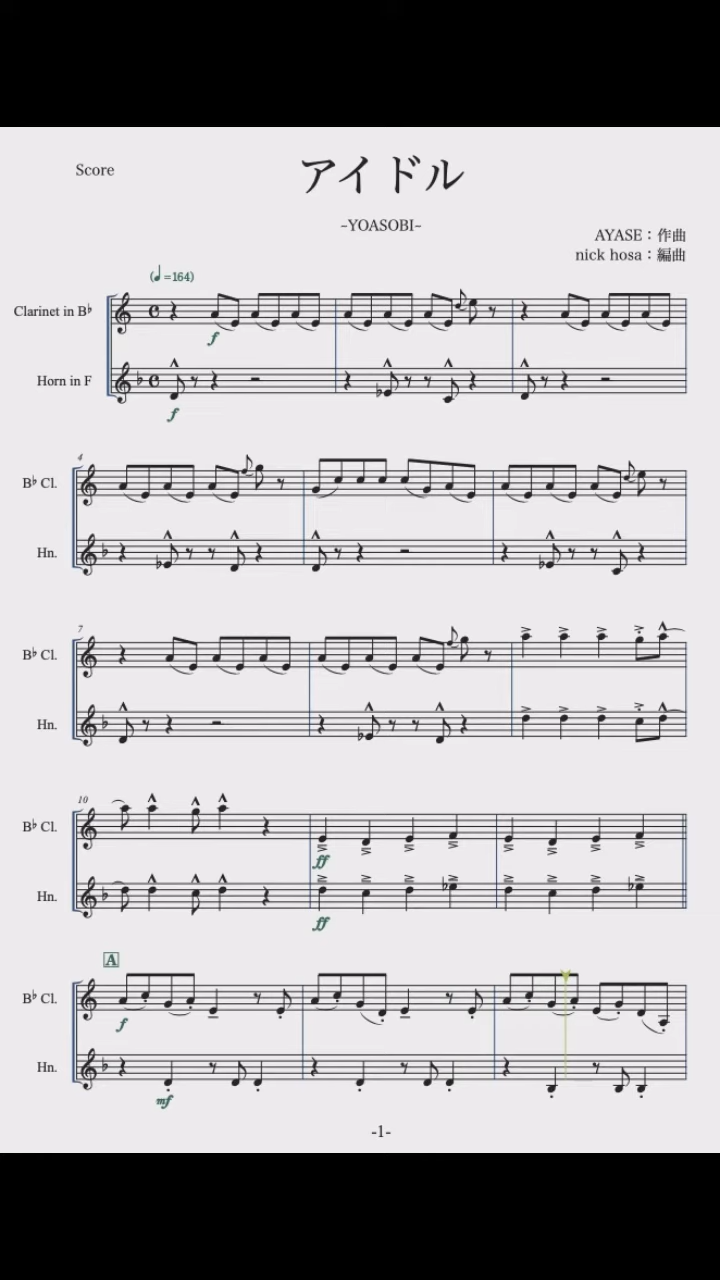 Score
アイドル
~YOASOBI~
AYASE：作曲
nick hosa：編曲
(♩=164)
Clarinet in B♭
f
Horn in F
f
4
B♭ Cl.
Hn.
7
B♭ Cl.
Hn.
10
B♭ Cl.
ff
Hn.
ff
A
B♭ Cl.
f
Hn.
mf
-1-